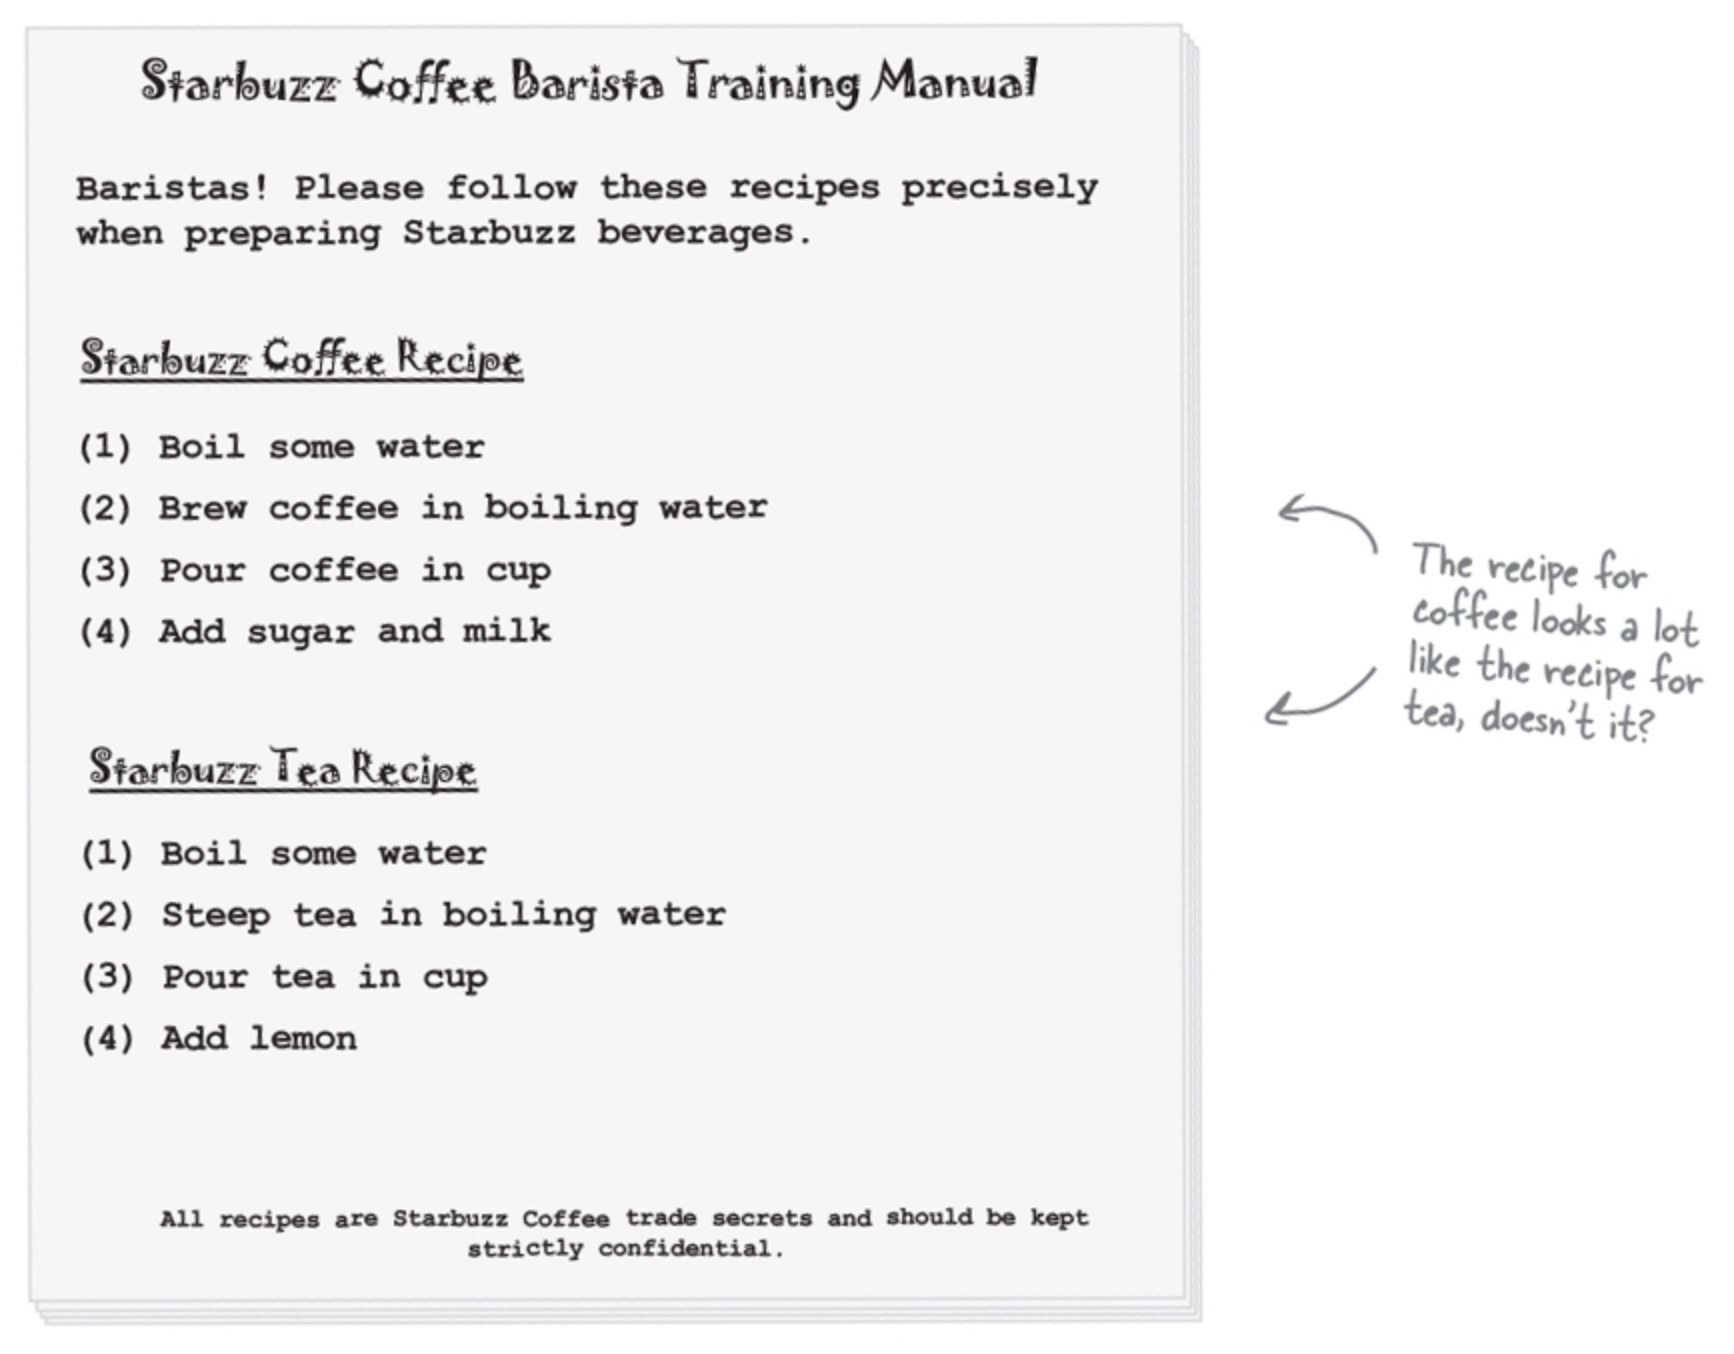 Starbuzz Coffee Barista Training Manual
Baristas! Please follow these recipes precisely
when preparing Starbuzz beverages.
Starbuzz Coffee Recipe
(1) Boil some water
(2) Brew coffee in boiling water
(3) Pour coffee in cup
(4) Add sugar and milk
The recipe for
coffee looks a lot
like the recipe for
tea, doesn't it?
Starbuzz Tea Recipe
(1) Boil some water
(2) Steep tea in boiling water
(3) Pour tea in cup
(4) Add lemon
All recipes are Starbuzz Coffee trade secrets and should be kept
strictly confidential.